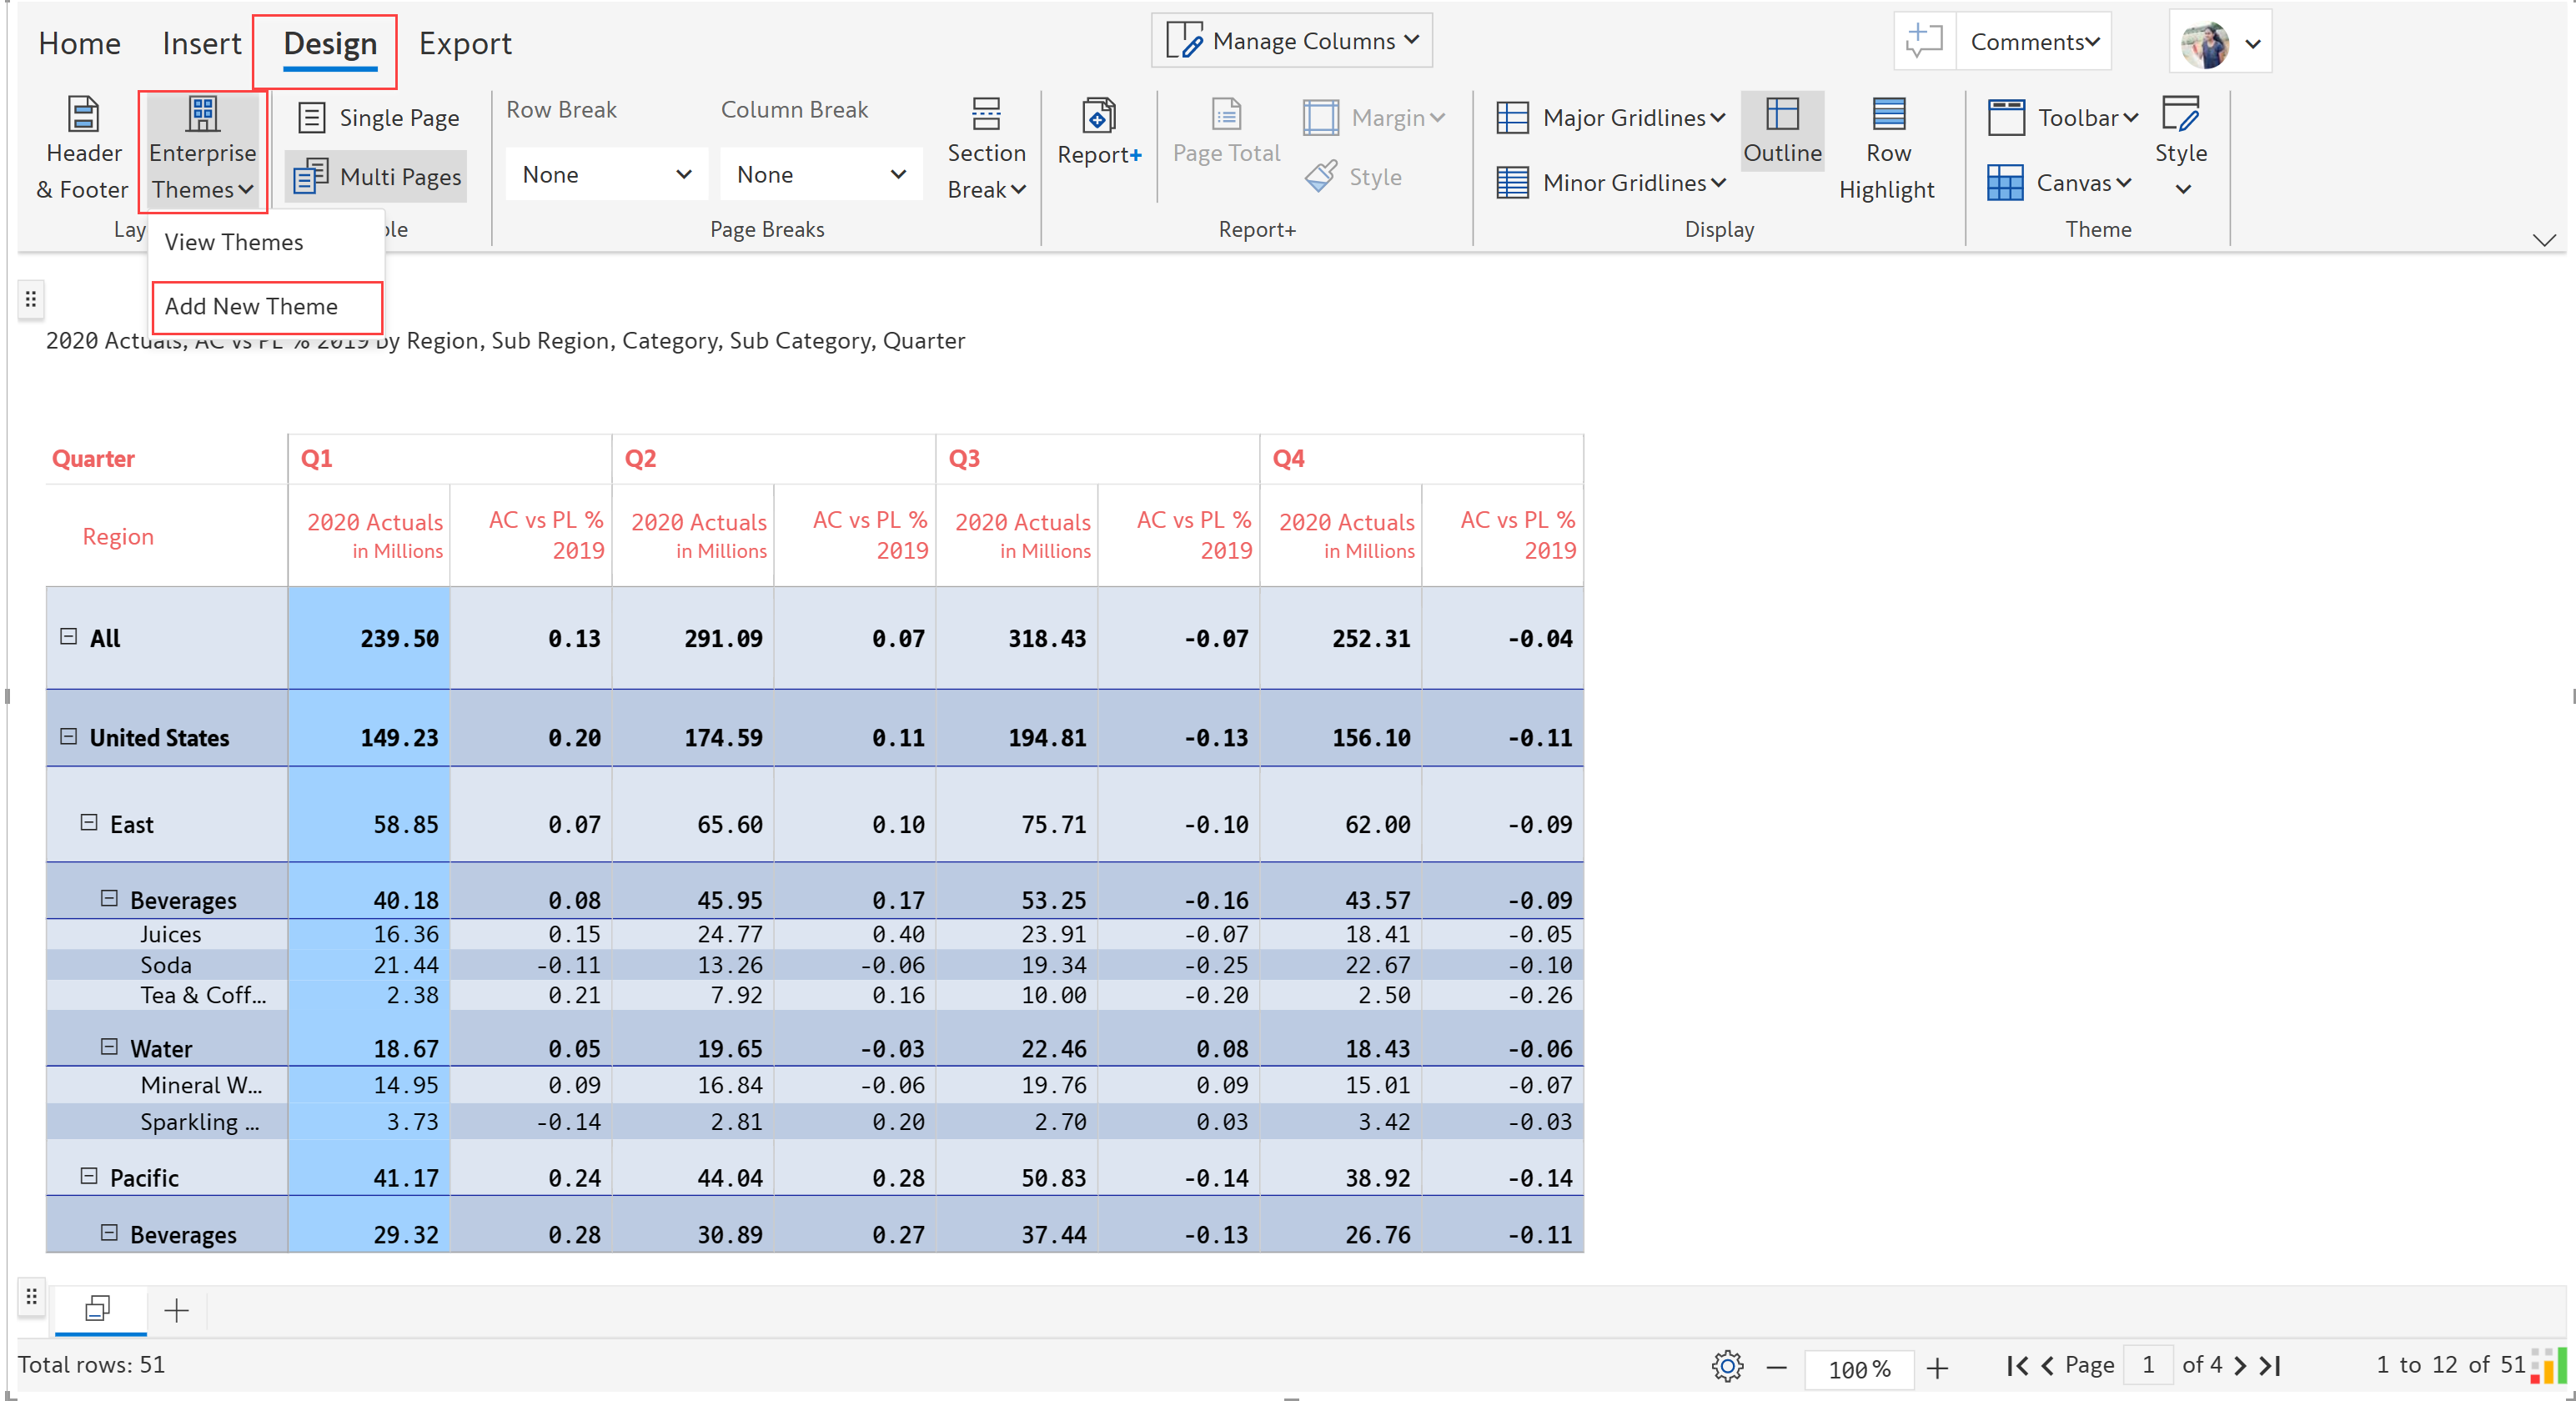 Home Insert Design Export Manage Columns Comments
Header & Footer
Enterprise Themes
Single Page
Multi Pages
Row Break
None
Column Break
None
Section Break
Report+
Page Total
Margin
Style
Major Gridlines
Minor Gridlines
Outline
Row Highlight
Toolbar
Canvas
Style
Page Breaks Report+ Display Theme
View Themes
Add New Theme
2020 Actuals, AC vs PL % 2019 by Region, Sub Region, Category, Sub Category, Quarter
Quarter Q1 Q2 Q3 Q4
Region 2020 Actuals in Millions AC vs PL % 2019 2020 Actuals in Millions AC vs PL % 2019 2020 Actuals in Millions AC vs PL % 2019 2020 Actuals in Millions AC vs PL % 2019
All 239.50 0.13 291.09 0.07 318.43 -0.07 252.31 -0.04
United States 149.23 0.20 174.59 0.11 194.81 -0.13 156.10 -0.11
East 58.85 0.07 65.60 0.10 75.71 -0.10 62.00 -0.09
Beverages 40.18 0.08 45.95 0.17 53.25 -0.16 43.57 -0.09
Juices 16.36 0.15 24.77 0.40 23.91 -0.07 18.41 -0.05
Soda 21.44 -0.11 13.26 -0.06 19.34 -0.25 22.67 -0.10
Tea & Coff... 2.38 0.21 7.92 0.16 10.00 -0.20 2.50 -0.26
Water 18.67 0.05 19.65 -0.03 22.46 0.08 18.43 -0.06
Mineral W... 14.95 0.09 16.84 -0.06 19.76 0.09 15.01 -0.07
Sparkling ... 3.73 -0.14 2.81 0.20 2.70 0.03 3.42 -0.03
Pacific 41.17 0.24 44.04 0.28 50.83 -0.14 38.92 -0.14
Beverages 29.32 0.28 30.89 0.27 37.44 -0.13 26.76 -0.11
Total rows: 51 100% Page 1 of 4 1 to 12 of 51